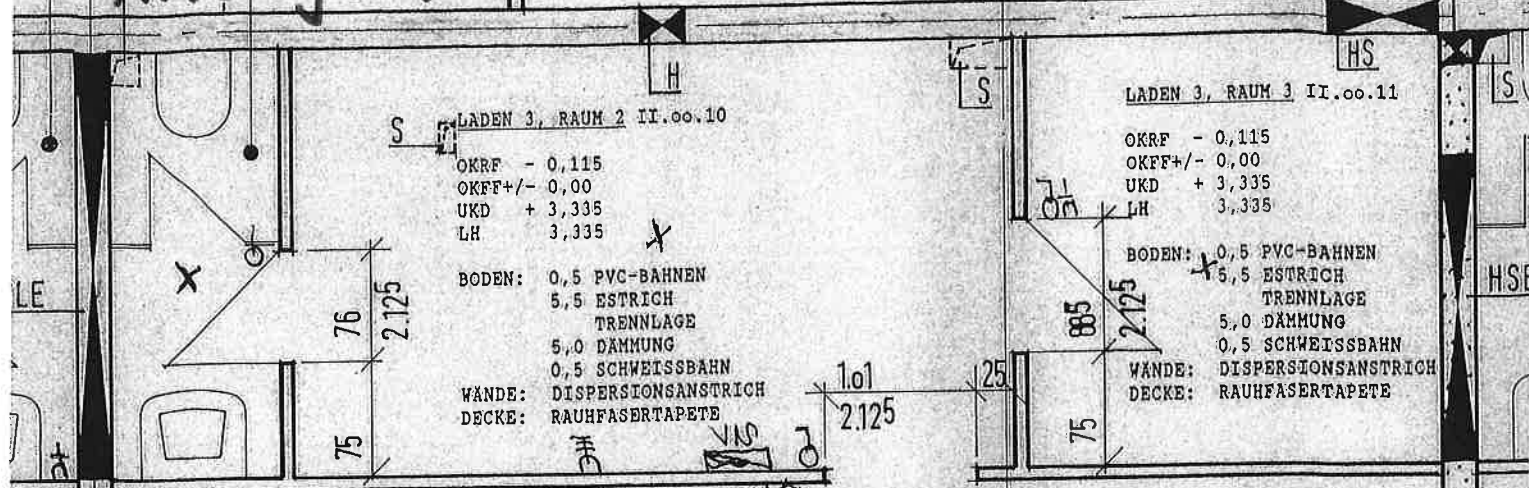 H
HS
S
S
LADEN 3, RAUM 2 II.oo.10
S
OKRF - 0,115
OKFF+/- 0,00
UKD + 3,335
LH 3,335
BODEN: 0,5 PVC-BAHNEN
5,5 ESTRICH
TRENNLAGE
5,0 DÄMMUNG
0,5 SCHWEISSBAHN
WÄNDE: DISPERSIONSANSTRICH
DECKE: RAUHFASERTAPETE
LADEN 3, RAUM 3 II.oo.11
OKRF - 0,115
OKFF+/- 0,00
UKD + 3,335
LH 3,335
BODEN: 0,5 PVC-BAHNEN
5,5 ESTRICH
TRENNLAGE
5,0 DÄMMUNG
0,5 SCHWEISSBAHN
WÄNDE: DISPERSIONSANSTRICH
DECKE: RAUHFASERTAPETE
LE
76
2.125
75
1.o1
2.125
25
885
2.125
75